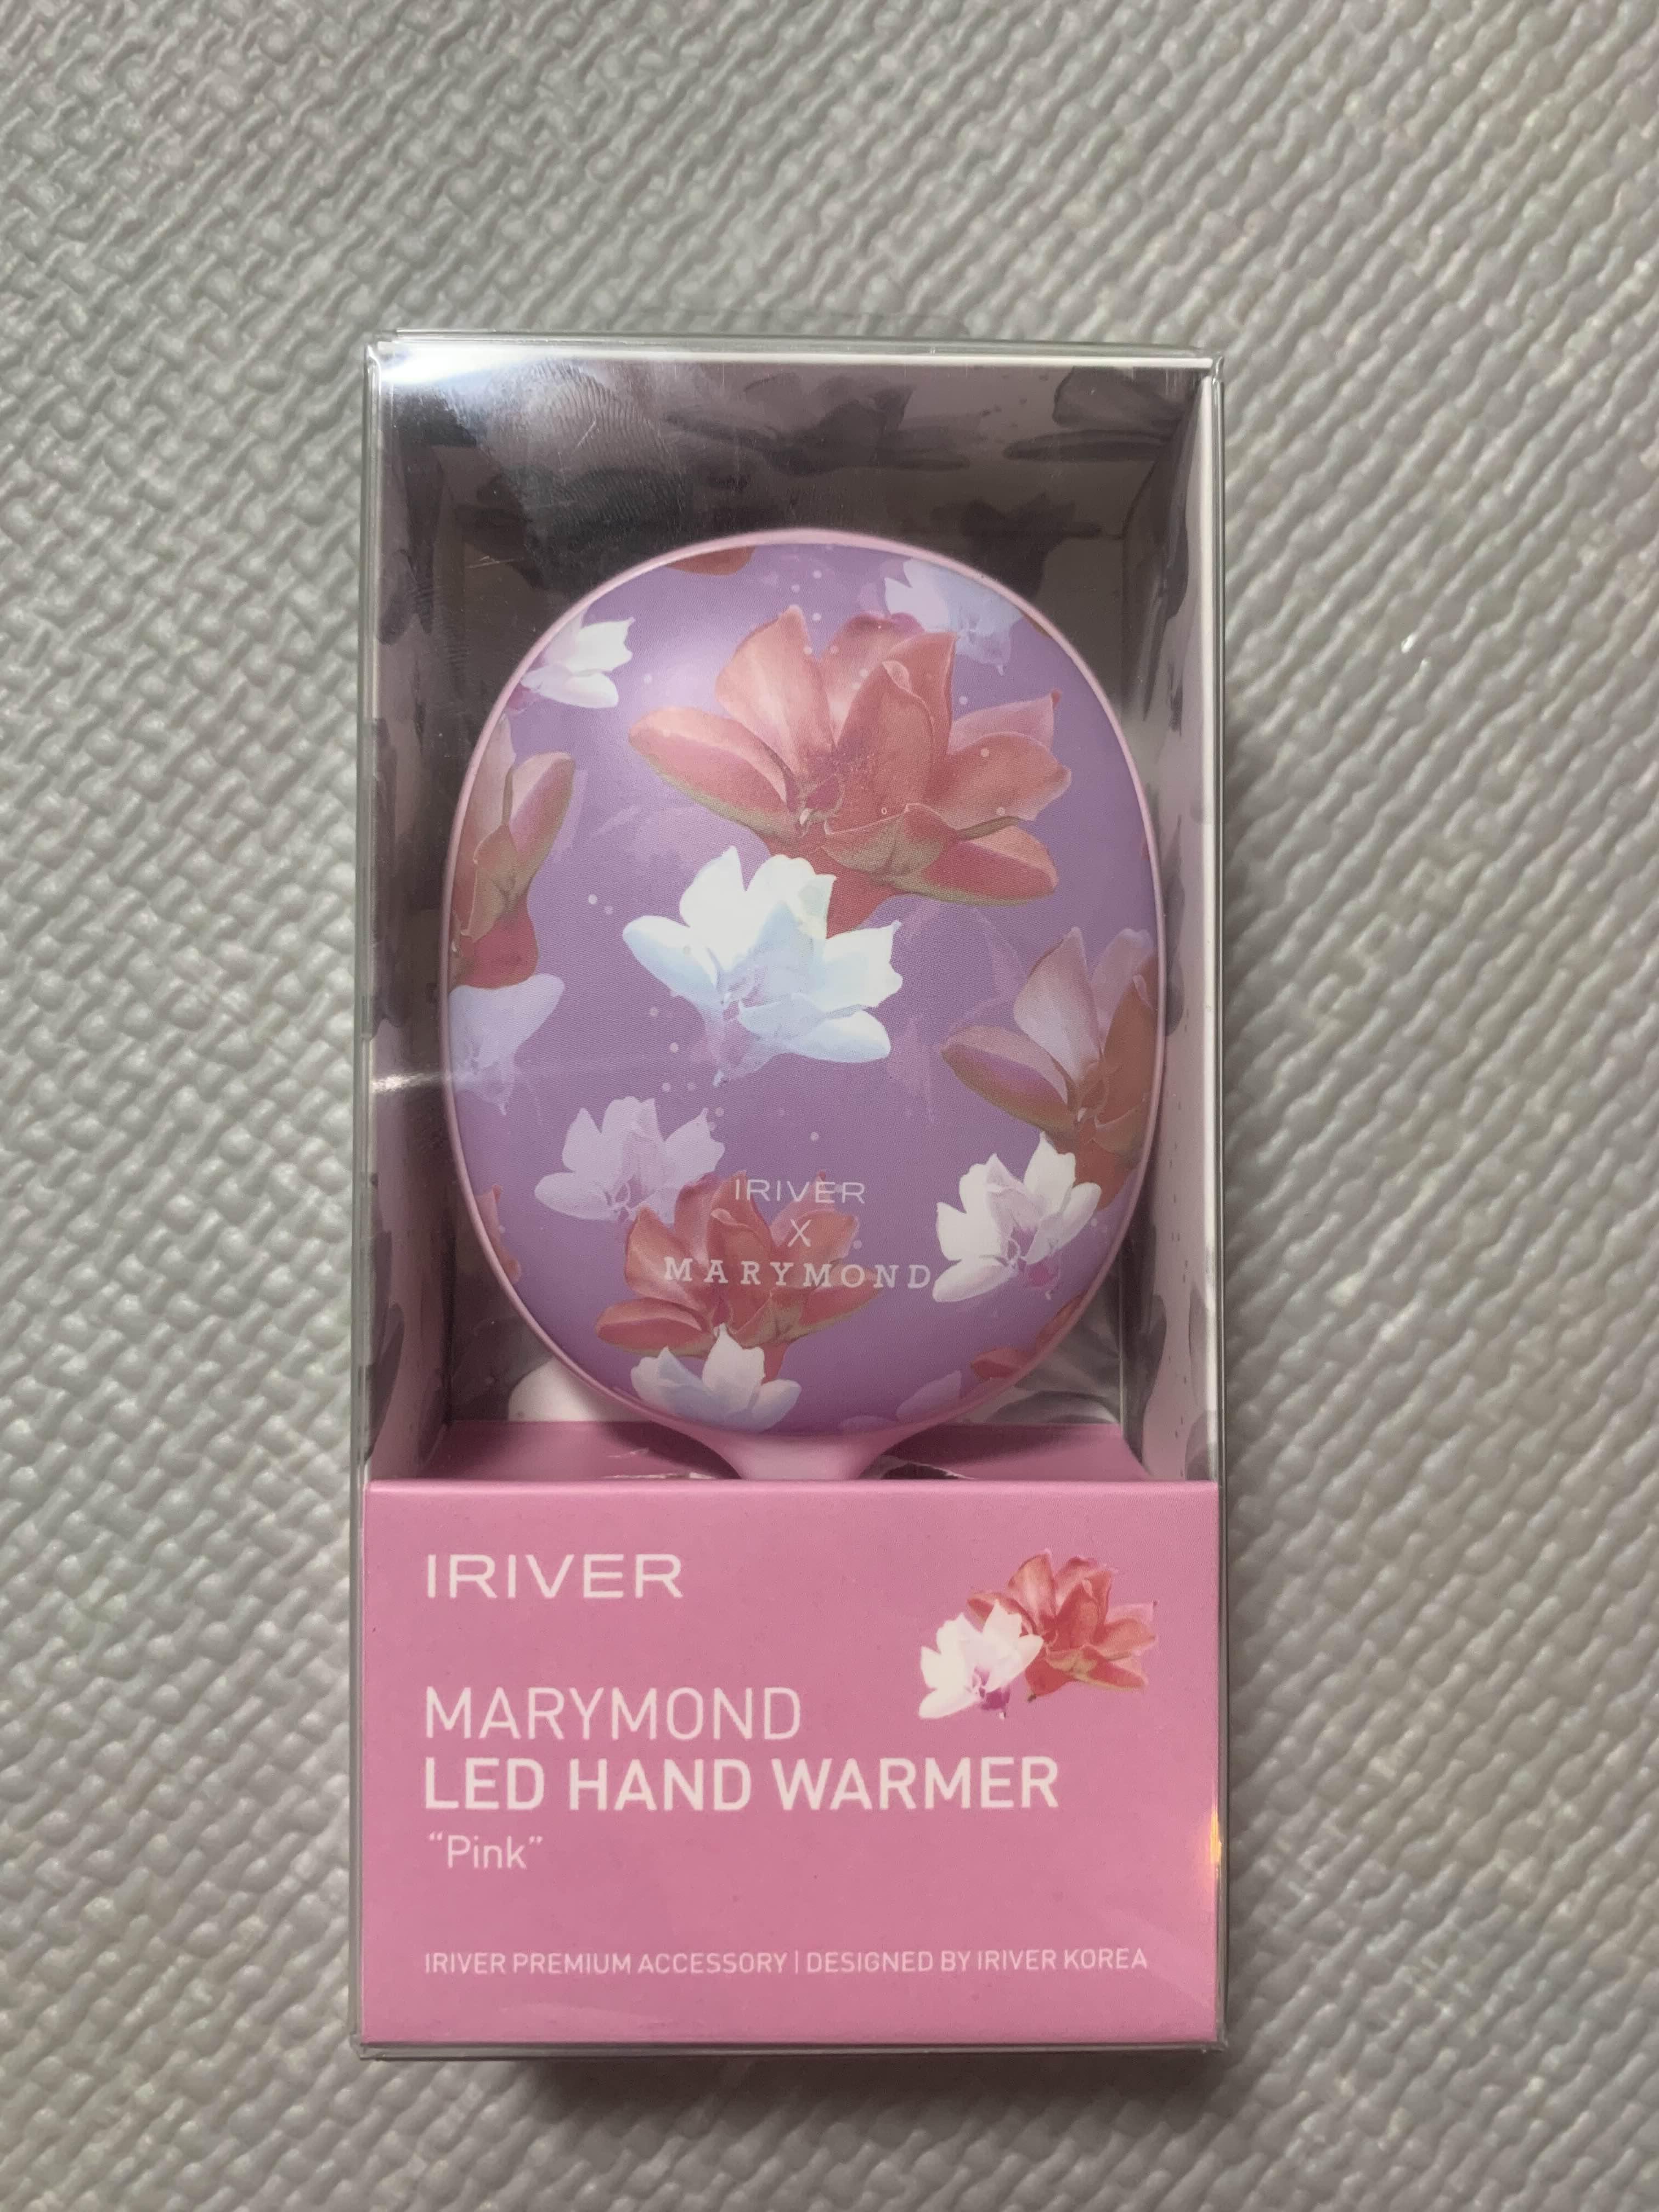 IRIVER
X
MARYMOND
IRIVER
MARYMOND
LED HAND WARMER
“Pink”
IRIVER PREMIUM ACCESSORY | DESIGNED BY IRIVER KOREA